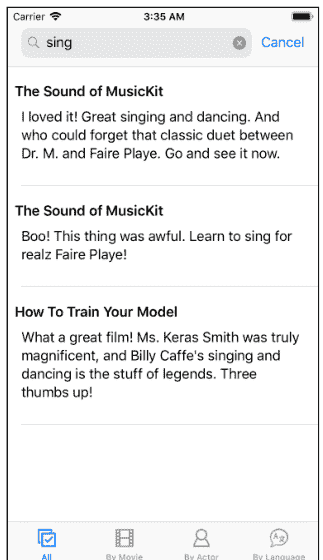 Carrier 3:35 AM
sing Cancel
The Sound of MusicKit
I loved it! Great singing and dancing. And
who could forget that classic duet between
Dr. M. and Faire Playe. Go and see it now.
The Sound of MusicKit
Boo! This thing was awful. Learn to sing for
realz Faire Playe!
How To Train Your Model
What a great film! Ms. Keras Smith was truly
magnificent, and Billy Caffe's singing and
dancing is the stuff of legends. Three
thumbs up!
All By Movie By Actor By Language